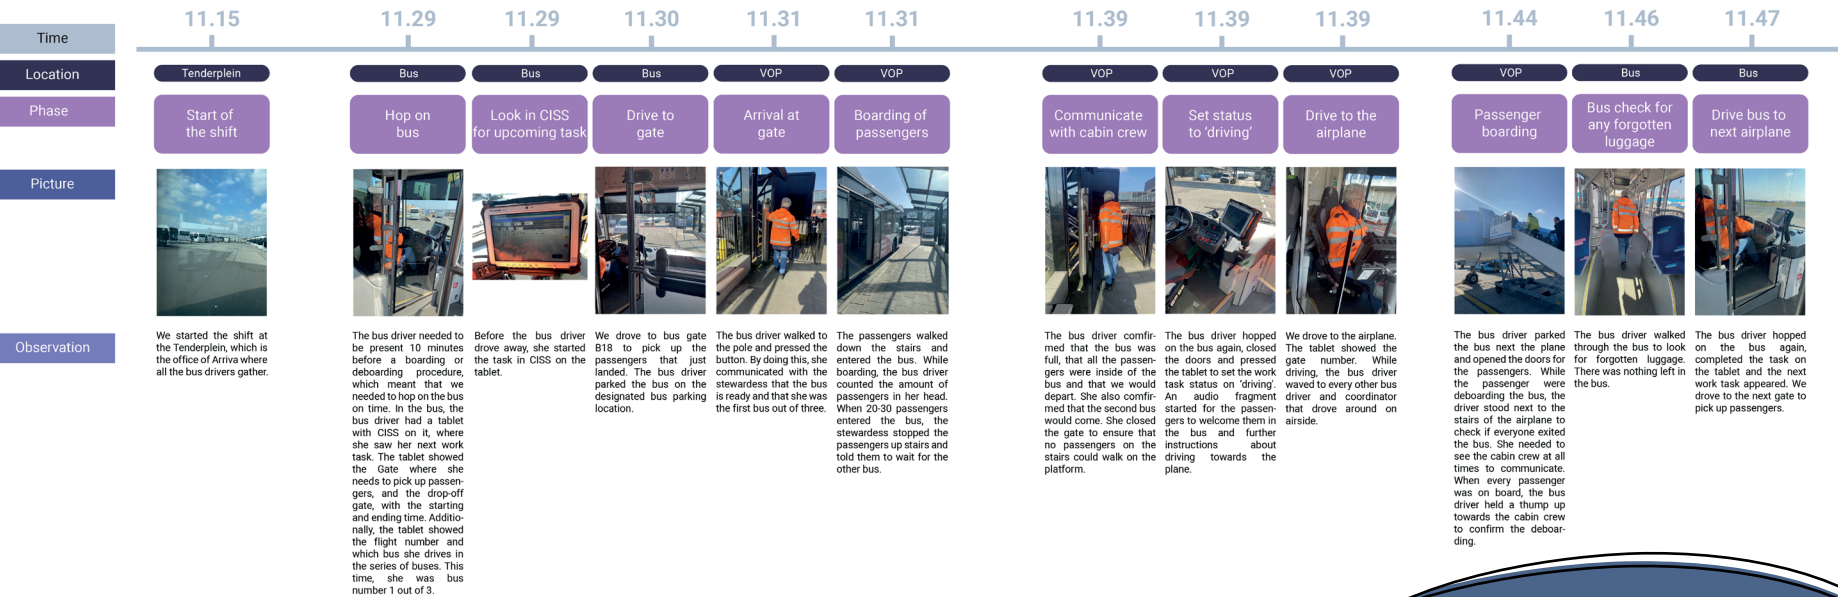 11.15
11.29
11.29
11.30
11.31
11.31
11.39
11.39
11.39
11.44
11.46
11.47
Time
Location
Tenderplein
Bus
Bus
Bus
VOP
VOP
VOP
VOP
VOP
VOP
Bus
Bus
Phase
Start of
the shift
Hop on
bus
Look in CISS
for upcoming task
Drive to
gate
Arrival at
gate
Boarding of
passengers
Communicate
with cabin crew
Set status
to ‘driving’
Drive to the
airplane
Passenger
boarding
Bus check for
any forgotten
luggage
Drive bus to
next airplane
Picture
Observation
We started the shift at
the Tenderplein, which is
the office of Arriva where
all the bus drivers gather.
The bus driver needed to
be present 10 minutes
before a boarding or
deboarding procedure,
which meant that we
needed to hop on the bus
on time. In the bus, the
bus driver had a tablet
with CISS on it, where
she saw her next work
task. The tablet showed
the Gate where she
needs to pick up passen-
gers, and the drop-off
gate, with the starting
and ending time. Additio-
nally, the tablet showed
the flight number and
which bus she drives in
the series of buses. This
time, she was bus
number 1 out of 3.
Before the bus driver
drove away, she started
the task in CISS on the
tablet.
We drove to bus gate
B18 to pick up the
passengers that just
landed. The bus driver
parked the bus on the
designated bus parking
location.
The bus driver walked to
the pole and pressed the
button. By doing this, she
communicated with the
stewardess that the bus
is ready and that she was
the first bus out of three.
The passengers walked
down the stairs and
entered the bus. While
boarding, the bus driver
counted the amount of
passengers in her head.
When 20-30 passengers
entered the bus, the
stewardess stopped the
passengers up stairs and
told them to wait for the
other bus.
The bus driver comfir-
med that the bus was
full, that all the passen-
gers were inside of the
bus and that we would
depart. She also comfir-
med that the second bus
would come. She closed
the gate to ensure that
no passengers on the
stairs could walk on the
platform.
The bus driver hopped
on the bus again, closed
the doors and pressed
the tablet to set the work
task status on ‘driving’.
An audio fragment
started for the passen-
gers to welcome them in
the bus and further
instructions about
driving towards the
plane.
We drove to the airplane.
The tablet showed the
gate number. While
driving, the bus driver
waved to every other bus
driver and coordinator
that drove around on
airside.
The bus driver parked
the bus next the plane
and opened the doors for
the passengers. While
the passenger were
deboarding the bus, the
driver stood next to the
stairs of the airplane to
check if everyone exited
the bus. She needed to
see the cabin crew at all
times to communicate.
When every passenger
was on board, the bus
driver held a thump up
towards the cabin crew
to confirm the deboar-
ding.
The bus driver walked
through the bus to look
for forgotten luggage.
There was nothing left in
the bus.
The bus driver hopped
on the bus again,
completed the task on
the tablet and the next
work task appeared. We
drove to the next gate to
pick up passengers.